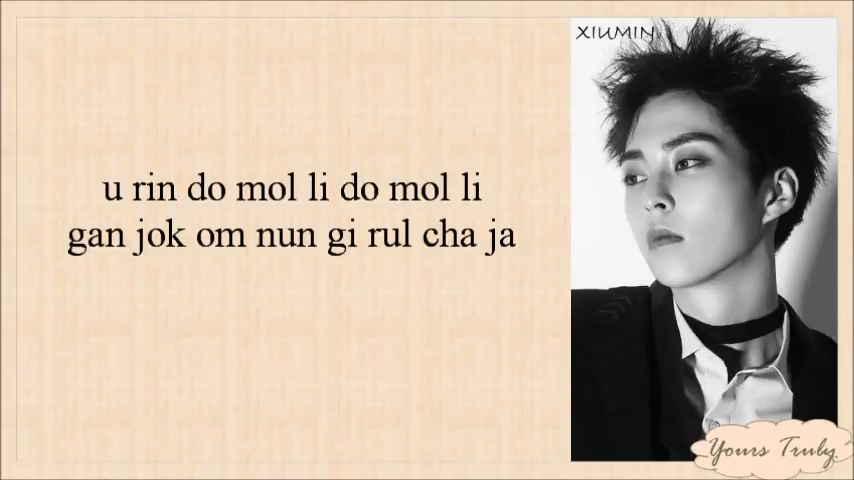 XIUMIN
u rin do mol li do mol li
gan jok om nun gi rul cha ja
Yours Truly